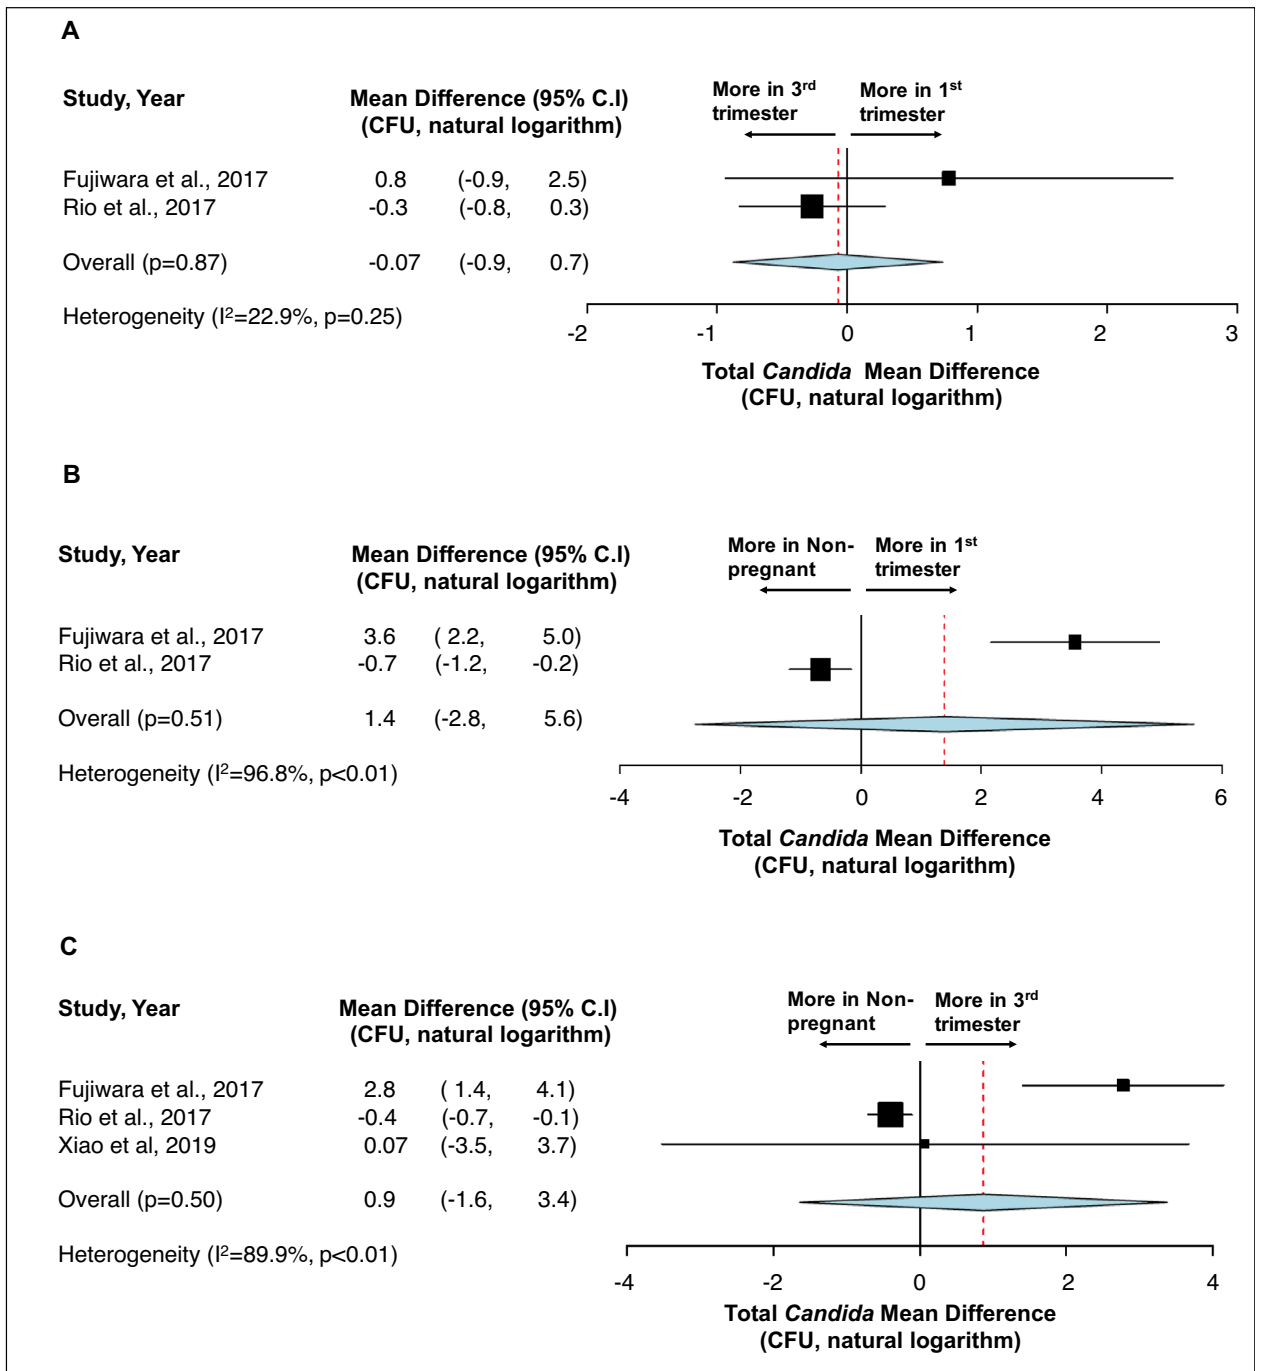 A
Study, Year Mean Difference (95% C.I) More in 3rd More in 1st
(CFU, natural logarithm) trimester trimester
Fujiwara et al., 2017 0.8 (-0.9, 2.5)
Rio et al., 2017 -0.3 (-0.8, 0.3)
Overall (p=0.87) -0.07 (-0.9, 0.7)
Heterogeneity (I²=22.9%, p=0.25)
-2 -1 0 1 2 3
Total Candida Mean Difference
(CFU, natural logarithm)
B
Study, Year Mean Difference (95% C.I) More in Non- More in 1st
(CFU, natural logarithm) pregnant trimester
Fujiwara et al., 2017 3.6 ( 2.2, 5.0)
Rio et al., 2017 -0.7 (-1.2, -0.2)
Overall (p=0.51) 1.4 (-2.8, 5.6)
Heterogeneity (I²=96.8%, p<0.01)
-4 -2 0 2 4 6
Total Candida Mean Difference
(CFU, natural logarithm)
C
Study, Year Mean Difference (95% C.I) More in Non- More in 3rd
(CFU, natural logarithm) pregnant trimester
Fujiwara et al., 2017 2.8 ( 1.4, 4.1)
Rio et al., 2017 -0.4 (-0.7, -0.1)
Xiao et al, 2019 0.07 (-3.5, 3.7)
Overall (p=0.50) 0.9 (-1.6, 3.4)
Heterogeneity (I²=89.9%, p<0.01)
-4 -2 0 2 4
Total Candida Mean Difference
(CFU, natural logarithm)